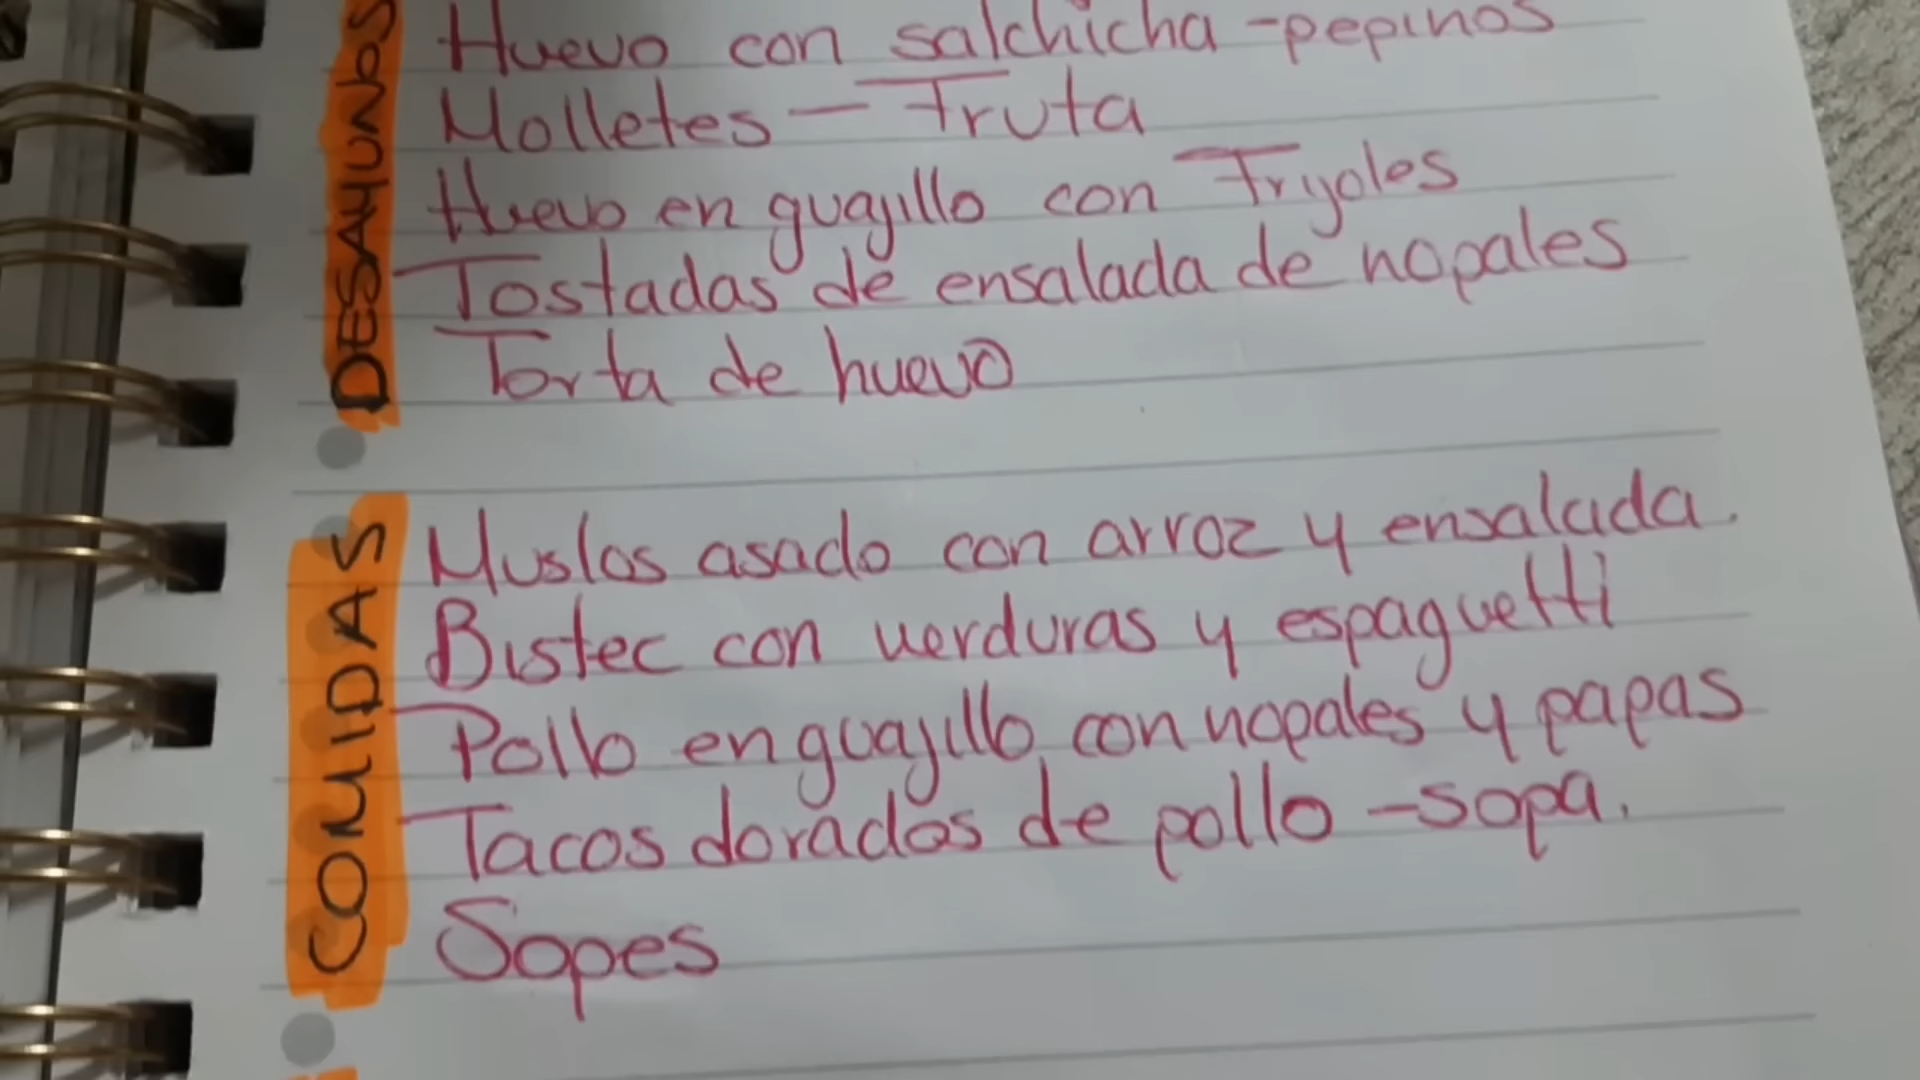 DESAYUNOS
Huevo con salchicha -pepinos
Molletes — Fruta
Huevo en guajillo con Frijoles
Tostadas de ensalada de nopales
Torta de huevo
COMIDAS
Muslos asado con arroz y ensalada.
Bistec con verduras y espaguetti
Pollo en guajillo con nopales y papas
Tacos dorados de pollo -sopa.
Sopes